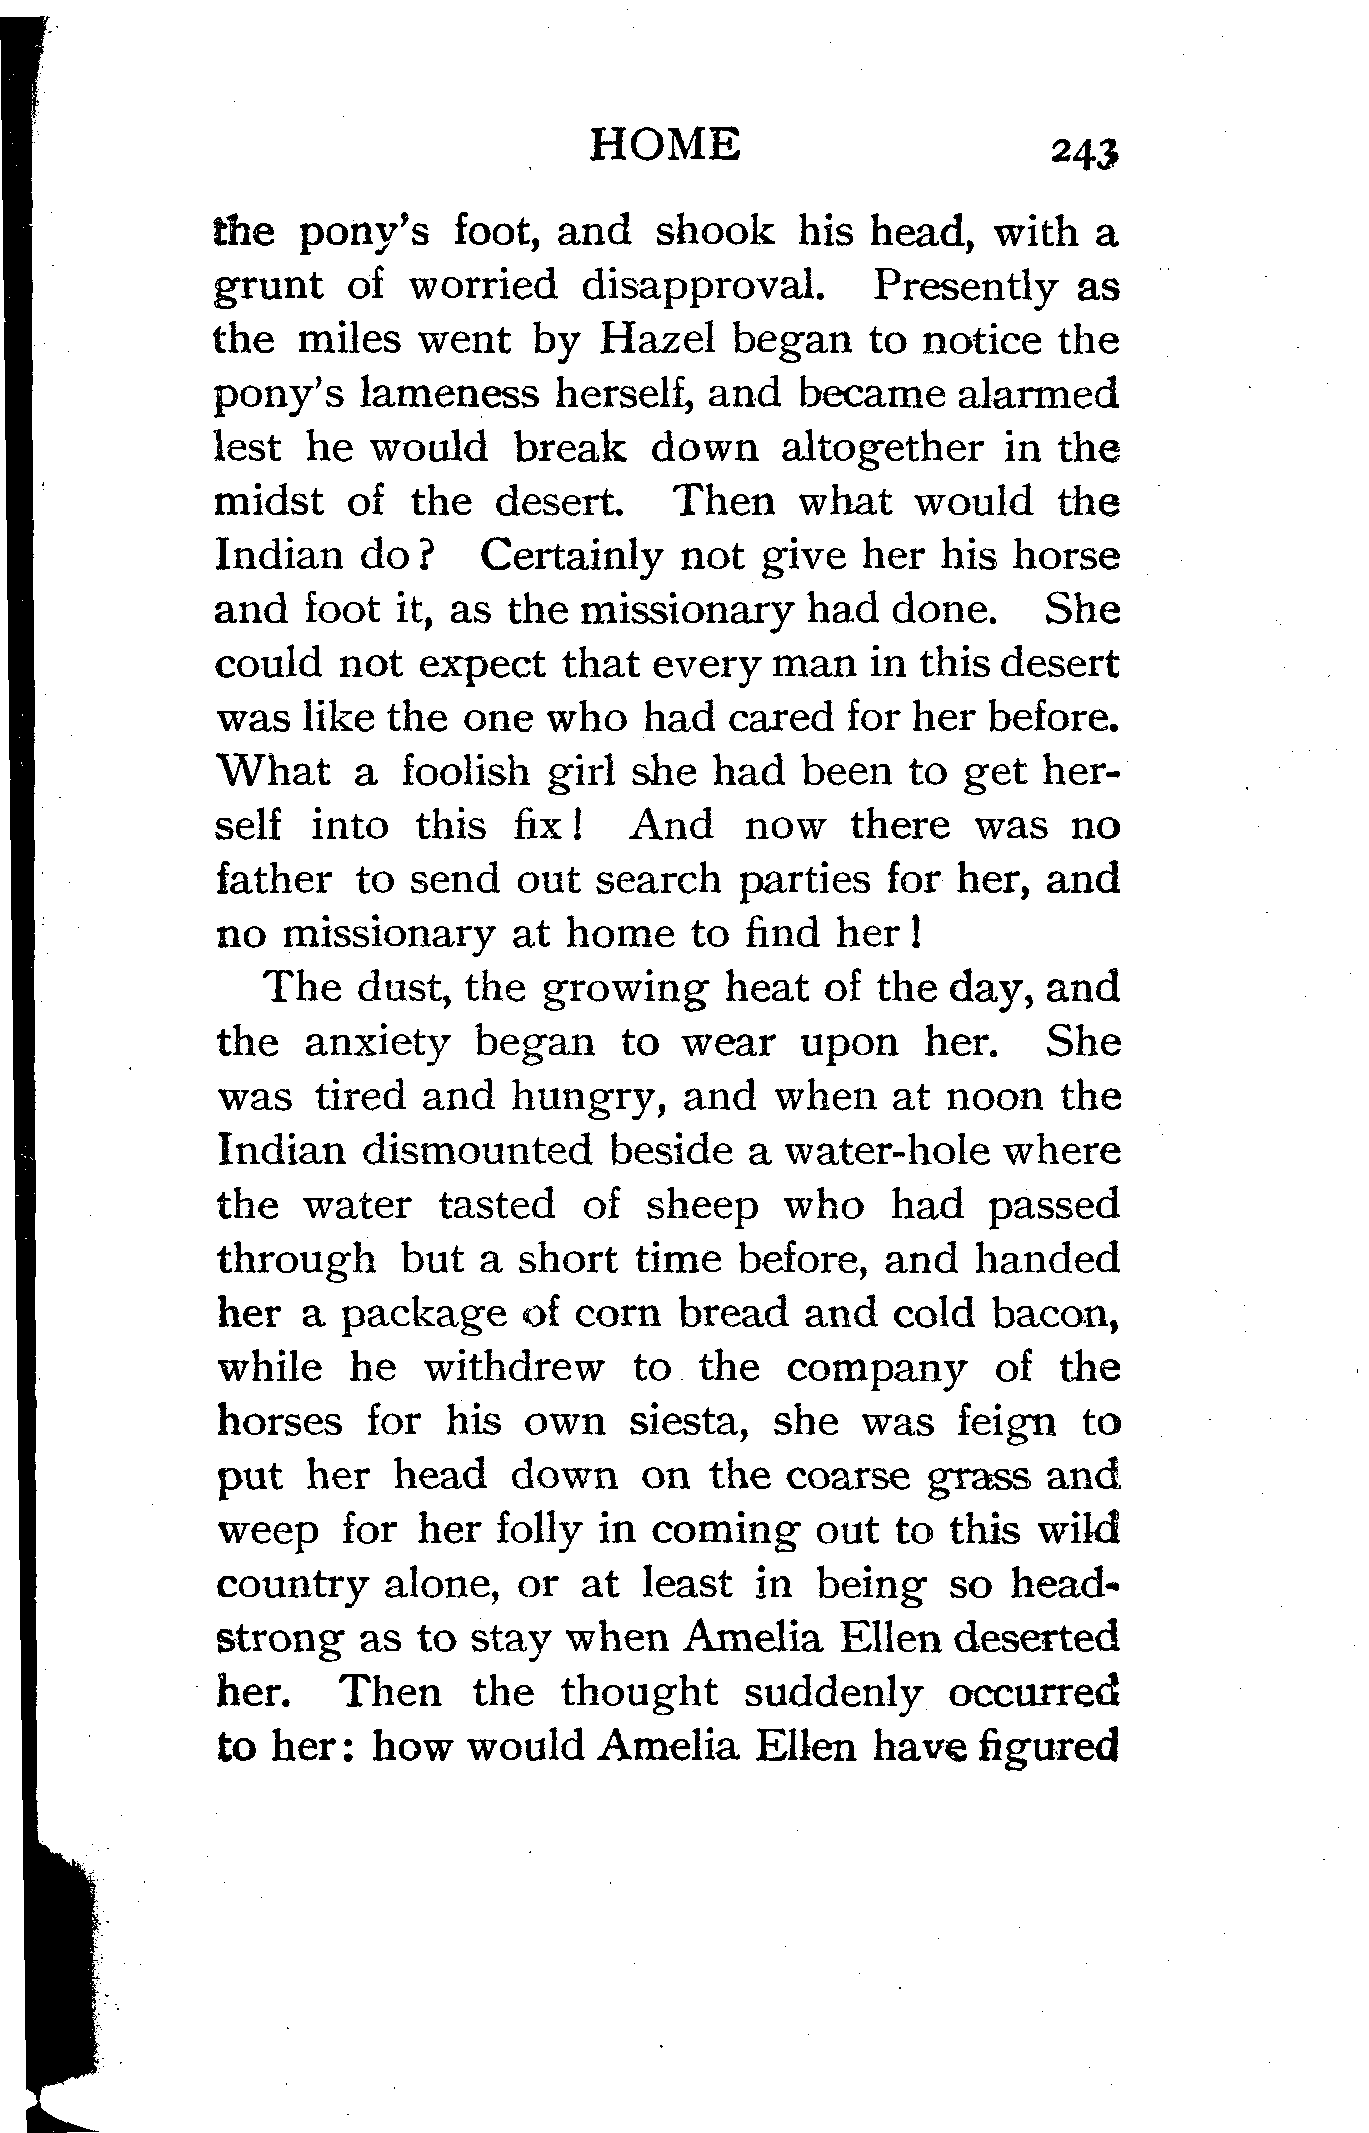 HOME 243
the pony's foot, and shook his head, with a
grunt of worried disapproval. Presently as
the miles went by Hazel began to notice the
pony's lameness herself, and became alarmed
lest he would break down altogether in the
midst of the desert. Then what would the
Indian do? Certainly not give her his horse
and foot it, as the missionary had done. She
could not expect that every man in this desert
was like the one who had cared for her before.
What a foolish girl she had been to get her-
self into this fix! And now there was no
father to send out search parties for her, and
no missionary at home to find her!
The dust, the growing heat of the day, and
the anxiety began to wear upon her. She
was tired and hungry, and when at noon the
Indian dismounted beside a water-hole where
the water tasted of sheep who had passed
through but a short time before, and handed
her a package of corn bread and cold bacon,
while he withdrew to the company of the
horses for his own siesta, she was feign to
put her head down on the coarse grass and
weep for her folly in coming out to this wild
country alone, or at least in being so head-
strong as to stay when Amelia Ellen deserted
her. Then the thought suddenly occurred
to her: how would Amelia Ellen have figured